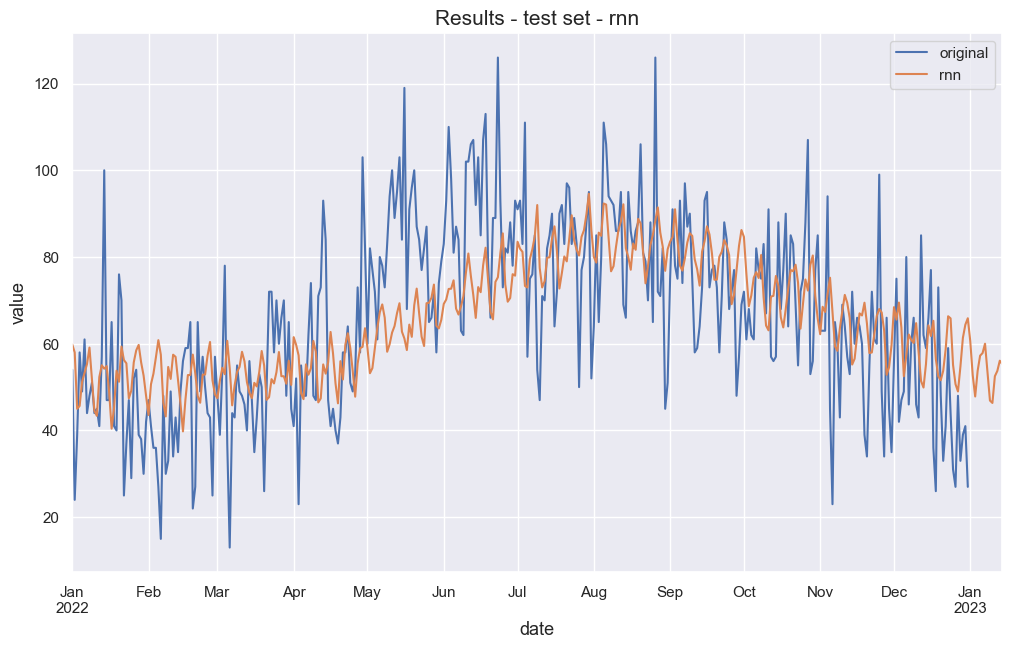 Results - test set - rnn
original
rnn
value
120
100
80
60
40
20
Jan Feb Mar Apr May Jun Jul Aug Sep Oct Nov Dec Jan
2022 2023
date